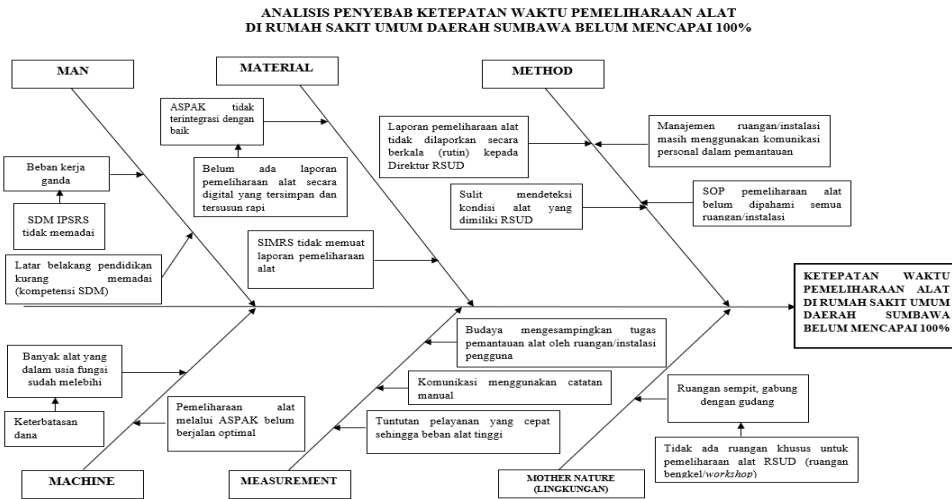 ANALISIS PENYEBAB KETEPATAN WAKTU PEMELIHARAAN ALAT
DI RUMAH SAKIT UMUM DAERAH SUMBAWA BELUM MENCAPAI 100%
MAN
MATERIAL
METHOD
ASPAK tidak
terintegrasi dengan
baik
Belum ada laporan
pemeliharaan alat secara
digital yang tersimpan dan
tersusun rapi
SIMRS tidak memuat
laporan pemeliharaan
alat
Beban kerja
ganda
SDM IPSRS
tidak memadai
Latar belakang pendidikan
kurang memadai
(kompetensi SDM)
Laporan pemeliharaan alat
tidak dilaporkan secara
berkala (rutin) kepada
Direktur RSUD
Sulit mendeteksi
kondisi alat yang
dimiliki RSUD
Manajemen ruangan/instalasi
masih menggunakan komunikasi
personal dalam pemantauan
SOP pemeliharaan alat
belum dipahami semua
ruangan/instalasi
KETEPATAN WAKTU
PEMELIHARAAN ALAT
DI RUMAH SAKIT UMUM
DAERAH SUMBAWA
BELUM MENCAPAI 100%
Banyak alat yang
dalam usia fungsi
sudah melebihi
Keterbatasan
dana
Pemeliharaan alat
melalui ASPAK belum
berjalan optimal
Budaya mengesampingkan tugas
pemantauan alat oleh ruangan/instalasi
pengguna
Komunikasi menggunakan catatan
manual
Tuntutan pelayanan yang cepat
sehingga beban alat tinggi
Ruangan sempit, gabung
dengan gudang
Tidak ada ruangan khusus untuk
pemeliharaan alat RSUD (ruangan
bengkel/workshop)
MACHINE
MEASUREMENT
MOTHER NATURE
(LINGKUNGAN)